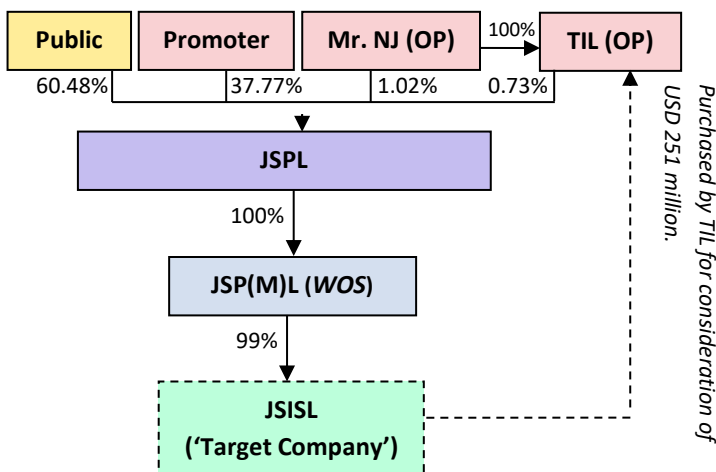 Public
Promoter
Mr. NJ (OP)
100%
TIL (OP)
60.48%
37.77%
1.02%
0.73%
JSPL
100%
JSP(M)L (WOS)
99%
JSISL
(‘Target Company’)
Purchased by TIL for consideration of
USD 251 million.